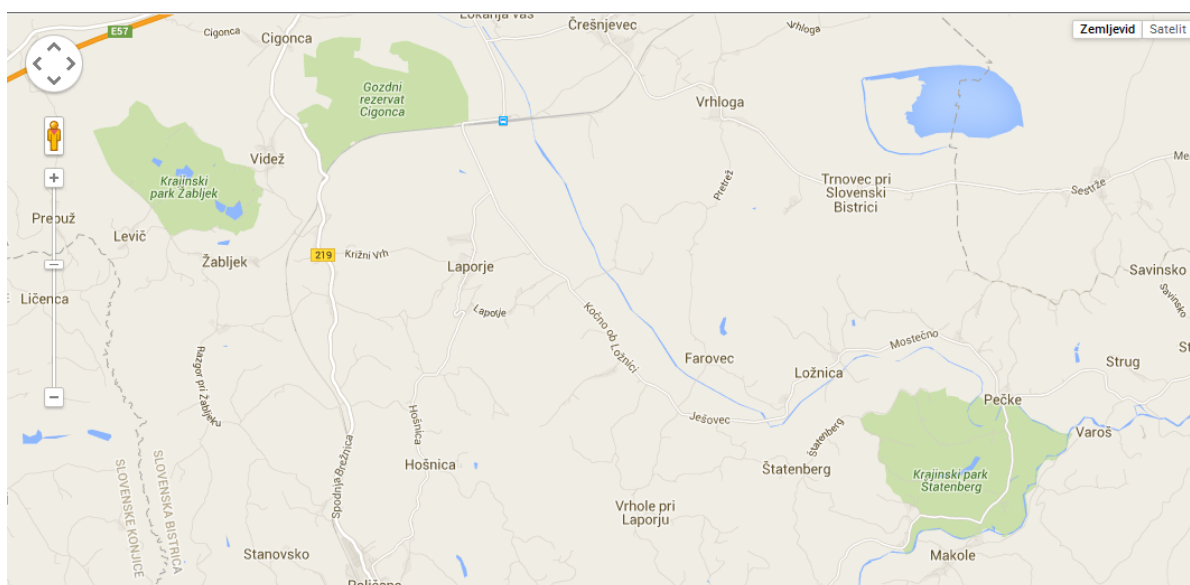 Lokanja vas
Črešnjevec
Vrhloga
E57
Cigonca
Cigonca
Zemljevid
Satelit
Gozdni
rezervat
Cigonca
Vrhloga
Videž
Krajinski
park Žabljek
Pretrež
Trnovec pri
Slovenski
Bistrici
Sestrže
Prebuž
Levič
Žabljek
219
Križni Vrh
Laporje
Ličenca
Lapolje
Kočno ob
Ložnici
Savinsko
Savinsko
Mostečno
Farovec
Ložnica
Strug
Razgor pri Žabljeku
Pečke
Hošnica
Ješovec
Štatenberg
Varoš
Spodnja Brežnica
Hošnica
Štatenberg
Krajinski park
Štatenberg
SLOVENSKE KONJICE
SLOVENSKA BISTRICA
Vrhole pri
Laporju
Stanovsko
Makole
Poljčane